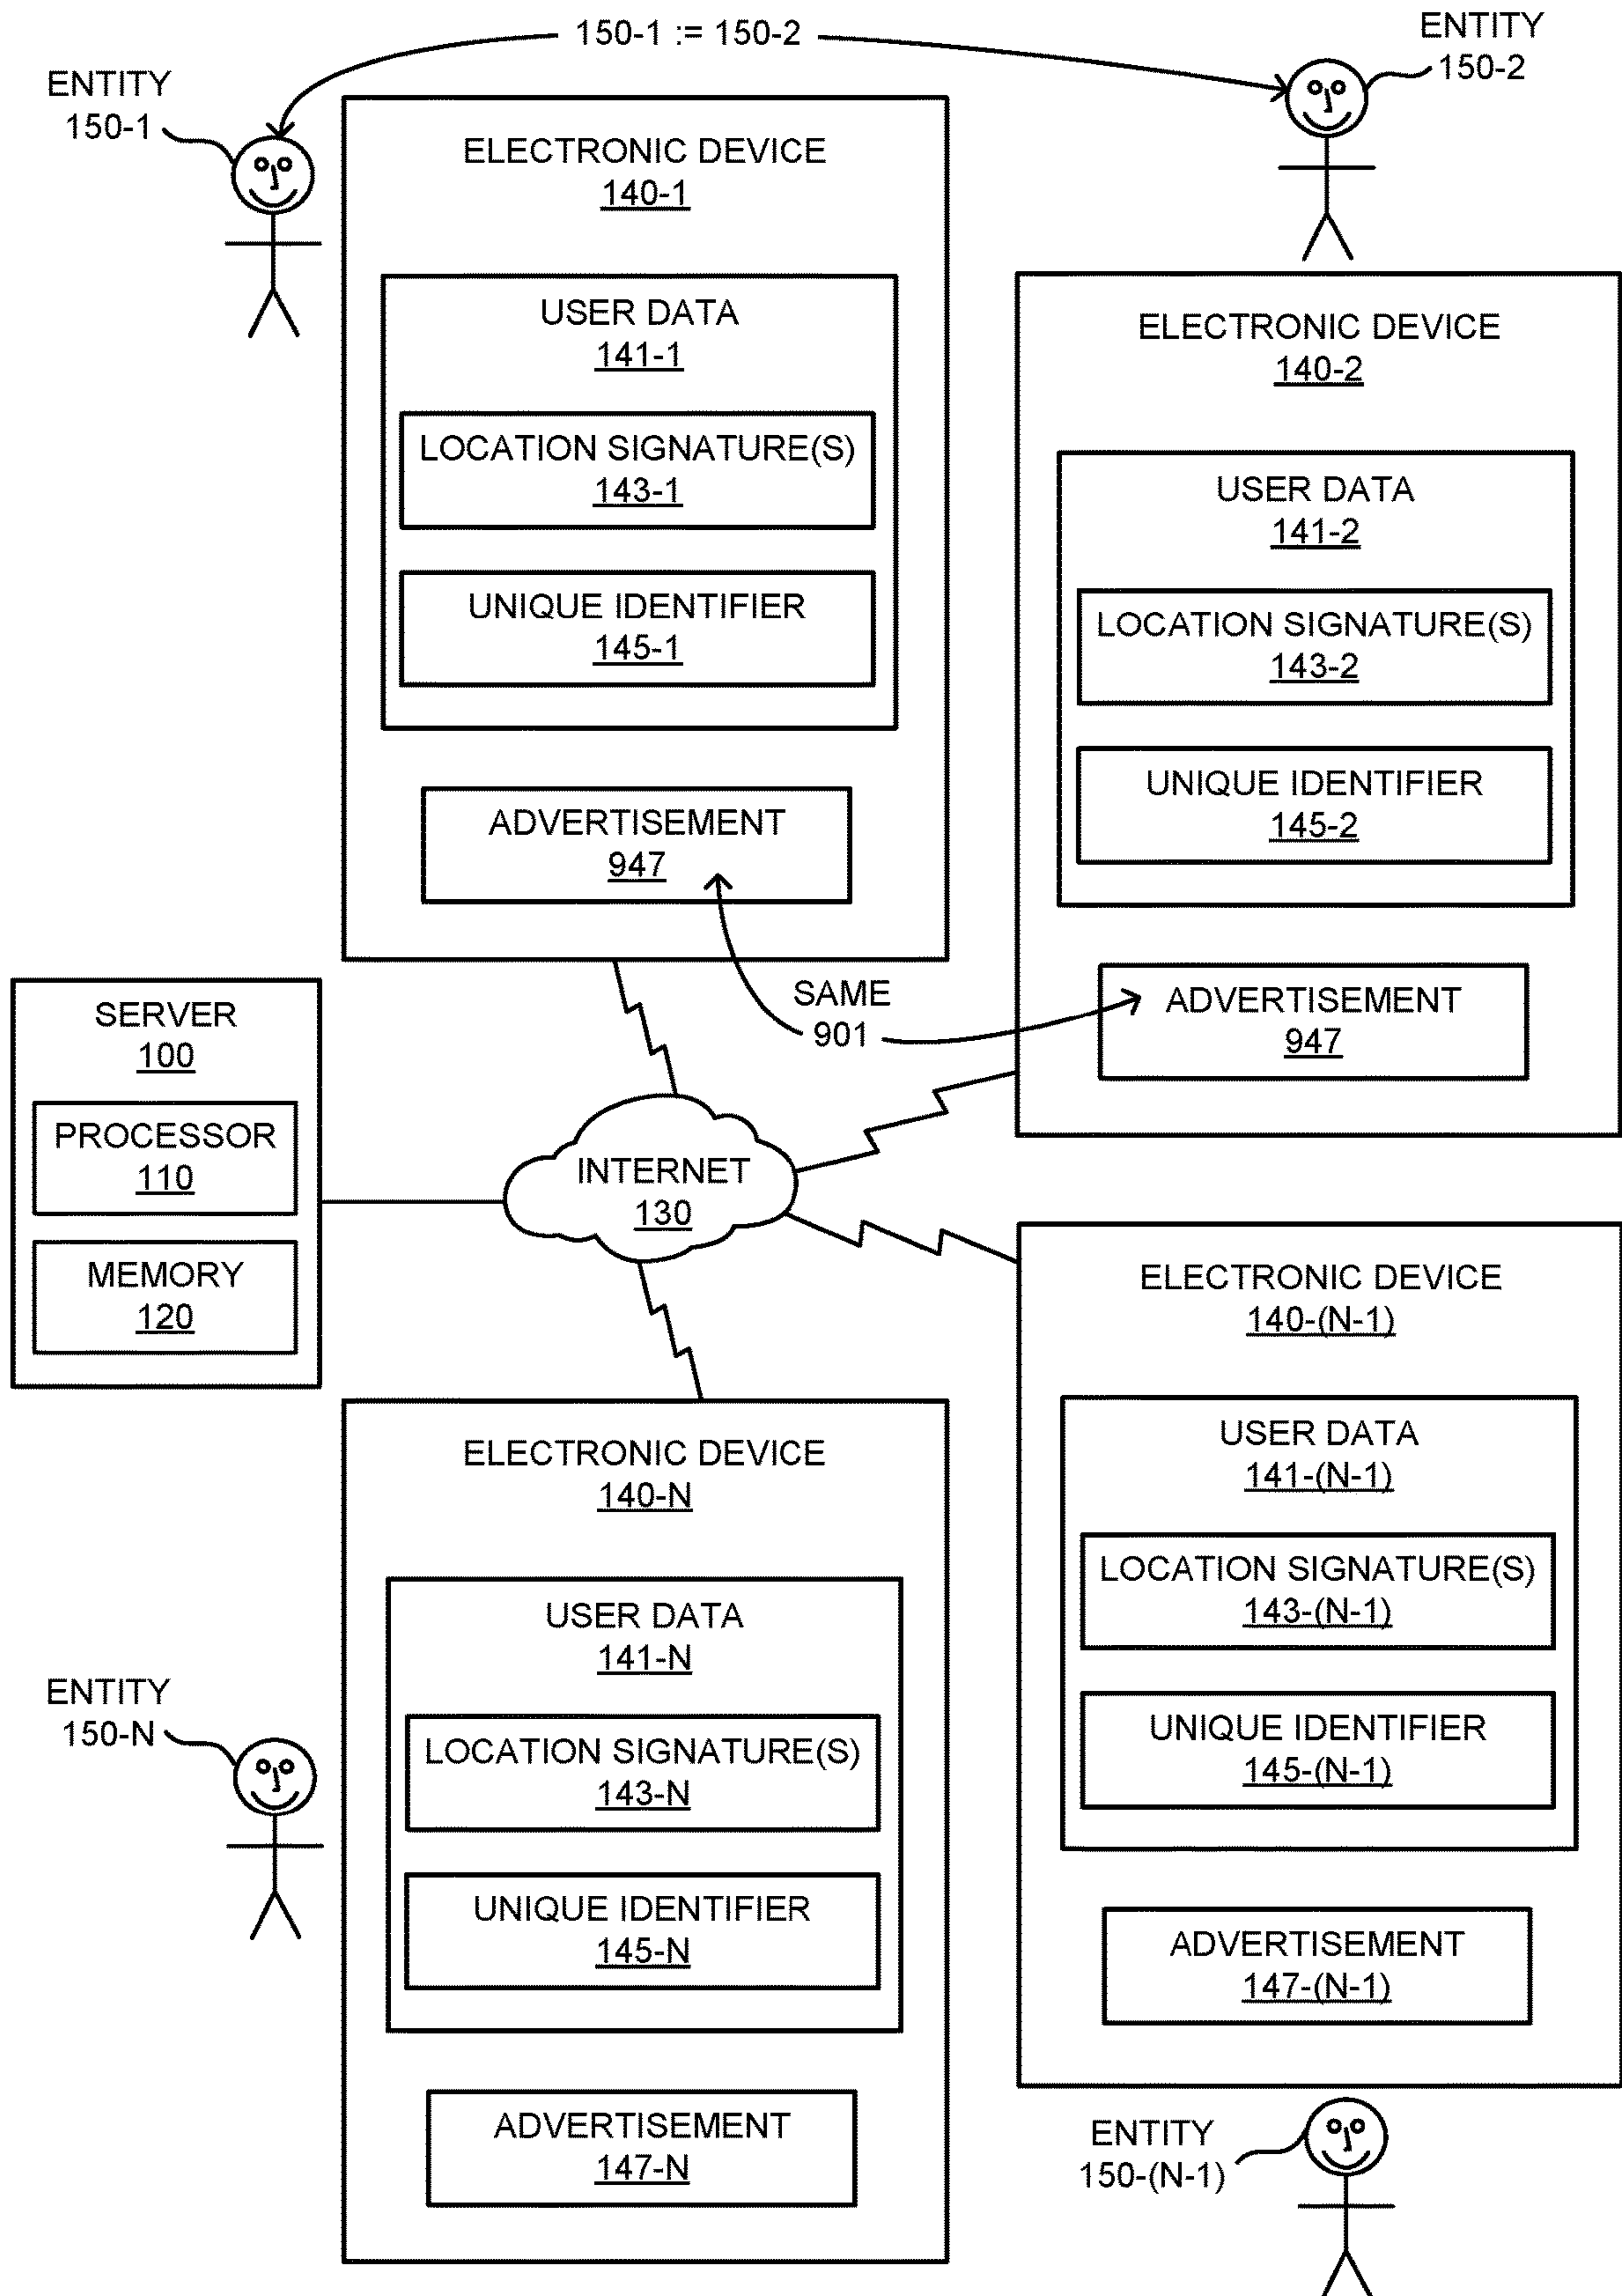 150-1 := 150-2
ENTITY
150-1
ENTITY
150-2
ELECTRONIC DEVICE
140-1
USER DATA
141-1
LOCATION SIGNATURE(S)
143-1
UNIQUE IDENTIFIER
145-1
ADVERTISEMENT
947
ELECTRONIC DEVICE
140-2
USER DATA
141-2
LOCATION SIGNATURE(S)
143-2
UNIQUE IDENTIFIER
145-2
ADVERTISEMENT
947
SAME
901
SERVER
100
PROCESSOR
110
MEMORY
120
INTERNET
130
ELECTRONIC DEVICE
140-(N-1)
USER DATA
141-(N-1)
LOCATION SIGNATURE(S)
143-(N-1)
UNIQUE IDENTIFIER
145-(N-1)
ADVERTISEMENT
147-(N-1)
ELECTRONIC DEVICE
140-N
USER DATA
141-N
LOCATION SIGNATURE(S)
143-N
UNIQUE IDENTIFIER
145-N
ADVERTISEMENT
147-N
ENTITY
150-N
ENTITY
150-(N-1)